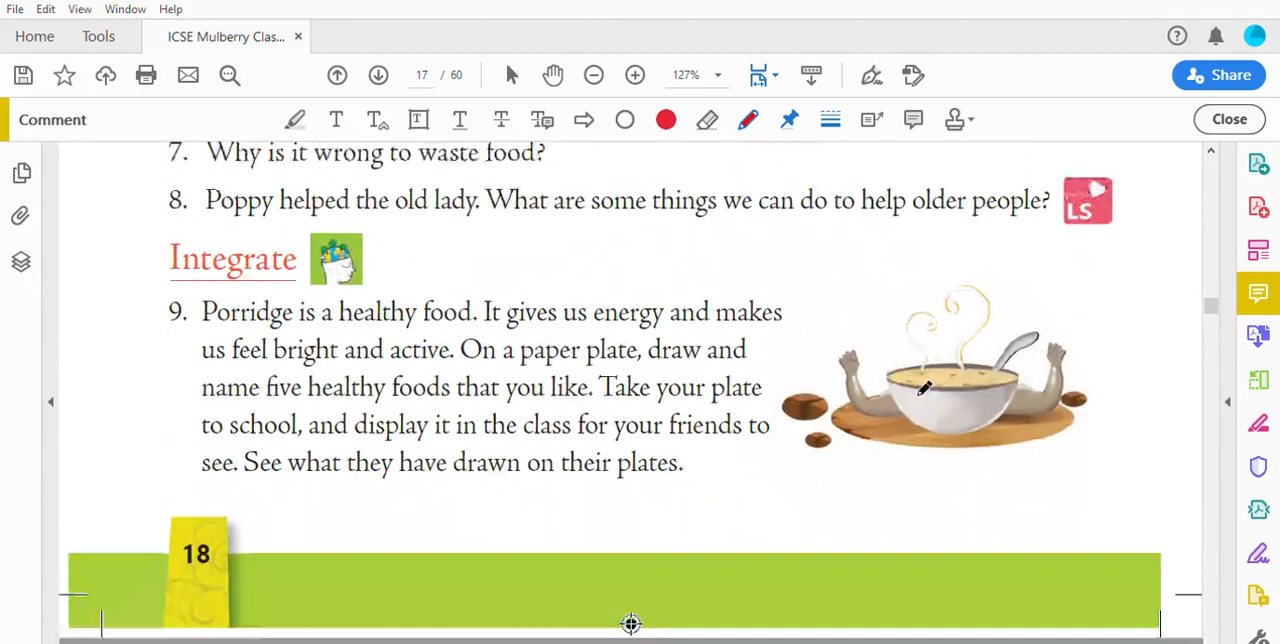 File Edit View Window Help
Home Tools ICSE Mulberry Clas... ×
17 / 60 127% Share
Comment Close
7. Why is it wrong to waste food?
8. Poppy helped the old lady. What are some things we can do to help older people?
LS
Integrate
9. Porridge is a healthy food. It gives us energy and makes
us feel bright and active. On a paper plate, draw and
name five healthy foods that you like. Take your plate
to school, and display it in the class for your friends to
see. See what they have drawn on their plates.
18